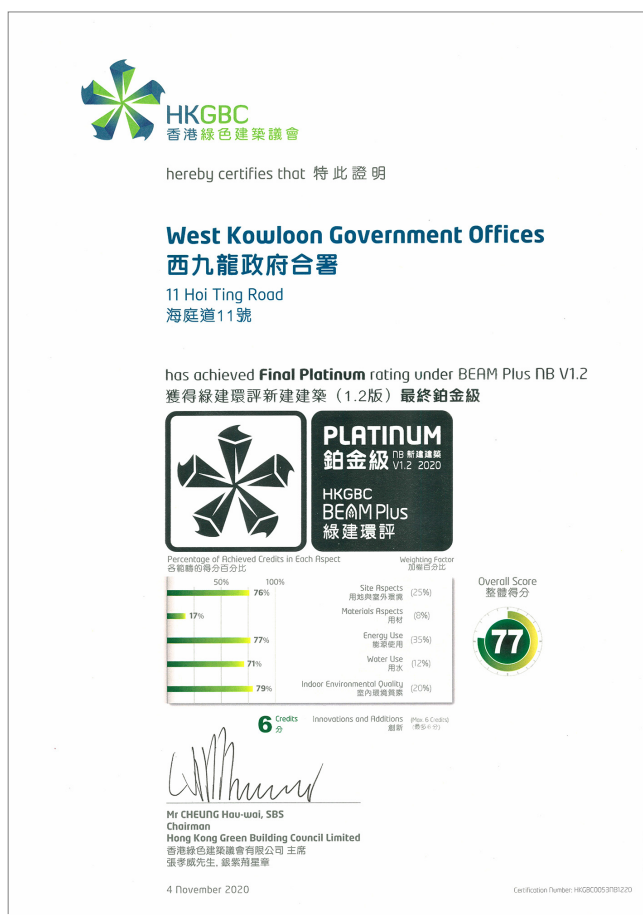 HKGBC
香港綠色建築議會
hereby certifies that 特此證明
West Kowloon Government Offices
西九龍政府合署
11 Hoi Ting Road
海庭道11號
has achieved Final Platinum rating under BEAM Plus NB V1.2
獲得綠建環評新建建築（1.2版）最終鉑金級
PLATINUM
鉑金級 NB 新建建築
V1.2 2020
HKGBC
BEAM Plus
綠建環評
Percentage of Achieved Credits in Each Aspect
各範疇的得分百分比
Weighting Factor
加權百分比
50% 100%
76% Site Aspects (25%)
用地與室外環境
17% Materials Aspects (8%)
用材
77% Energy Use (35%)
能源使用
71% Water Use (12%)
用水
79% Indoor Environmental Quality (20%)
室內環境質素
Overall Score
整體得分
77
6 Credits Innovations and Additions (Max. 6 Credits)
分 創新 (最多6分)
Mr CHEUNG Hau-wai, SBS
Chairman
Hong Kong Green Building Council Limited
香港綠色建築議會有限公司 主席
張孝威先生, 銀紫荊星章
4 November 2020
Certification Number: HKGBC0053NB1220